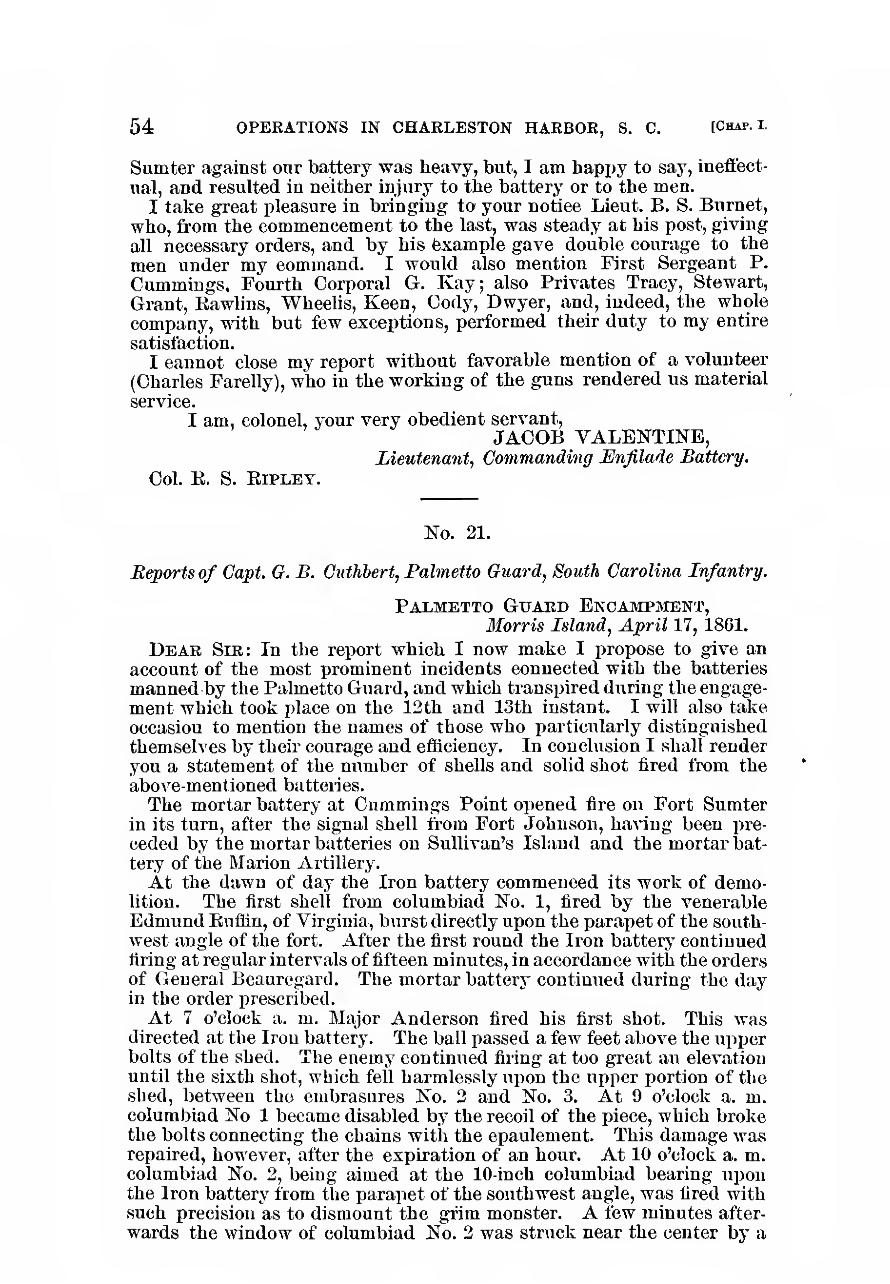 54 OPERATIONS IN CHARLESTON HARBOR, S. C. [CHAP. I.
Sumter against our battery was heavy, but, I am happy to say, ineffect-
ual, and resulted in neither injury to the battery or to the men.
I take great pleasure in bringing to your notice Lieut. B. S. Burnet,
who, from the commencement to the last, was steady at his post, giving
all necessary orders, and by his example gave double courage to the
men under my command. I would also mention First Sergeant P.
Cummings, Fourth Corporal G. Kay; also Privates Tracy, Stewart,
Grant, Rawlins, Wheelis, Keen, Cody, Dwyer, and, indeed, the whole
company, with but few exceptions, performed their duty to my entire
satisfaction.
I cannot close my report without favorable mention of a volunteer
(Charles Farelly), who in the working of the guns rendered us material
service.
I am, colonel, your very obedient servant,
JACOB VALENTINE,
Lieutenant, Commanding Enfilade Battery.
Col. R. S. RIPLEY.
No. 21.
Reports of Capt. G. B. Cuthbert, Palmetto Guard, South Carolina Infantry.
PALMETTO GUARD ENCAMPMENT,
Morris Island, April 17, 1861.
DEAR SIR: In the report which I now make I propose to give an
account of the most prominent incidents connected with the batteries
manned by the Palmetto Guard, and which transpired during the engage-
ment which took place on the 12th and 13th instant. I will also take
occasion to mention the names of those who particularly distinguished
themselves by their courage and efficiency. In conclusion I shall render
you a statement of the number of shells and solid shot fired from the
above-mentioned batteries.
The mortar battery at Cummings Point opened fire on Fort Sumter
in its turn, after the signal shell from Fort Johnson, having been pre-
ceded by the mortar batteries on Sullivan's Island and the mortar bat-
tery of the Marion Artillery.
At the dawn of day the Iron battery commenced its work of demo-
lition. The first shell from columbiad No. 1, fired by the venerable
Edmund Ruffin, of Virginia, burst directly upon the parapet of the south-
west angle of the fort. After the first round the Iron battery continued
firing at regular intervals of fifteen minutes, in accordance with the orders
of General Beauregard. The mortar battery continued during the day
in the order prescribed.
At 7 o'clock a. m. Major Anderson fired his first shot. This was
directed at the Iron battery. The ball passed a few feet above the upper
bolts of the shed. The enemy continued firing at too great an elevation
until the sixth shot, which fell harmlessly upon the upper portion of the
shed, between the embrasures No. 2 and No. 3. At 9 o'clock a. m.
columbiad No 1 became disabled by the recoil of the piece, which broke
the bolts connecting the chains with the epaulement. This damage was
repaired, however, after the expiration of an hour. At 10 o'clock a. m.
columbiad No. 2, being aimed at the 10-inch columbiad bearing upon
the Iron battery from the parapet of the southwest angle, was fired with
such precision as to dismount the grim monster. A few minutes after-
wards the window of columbiad No. 2 was struck near the center by a